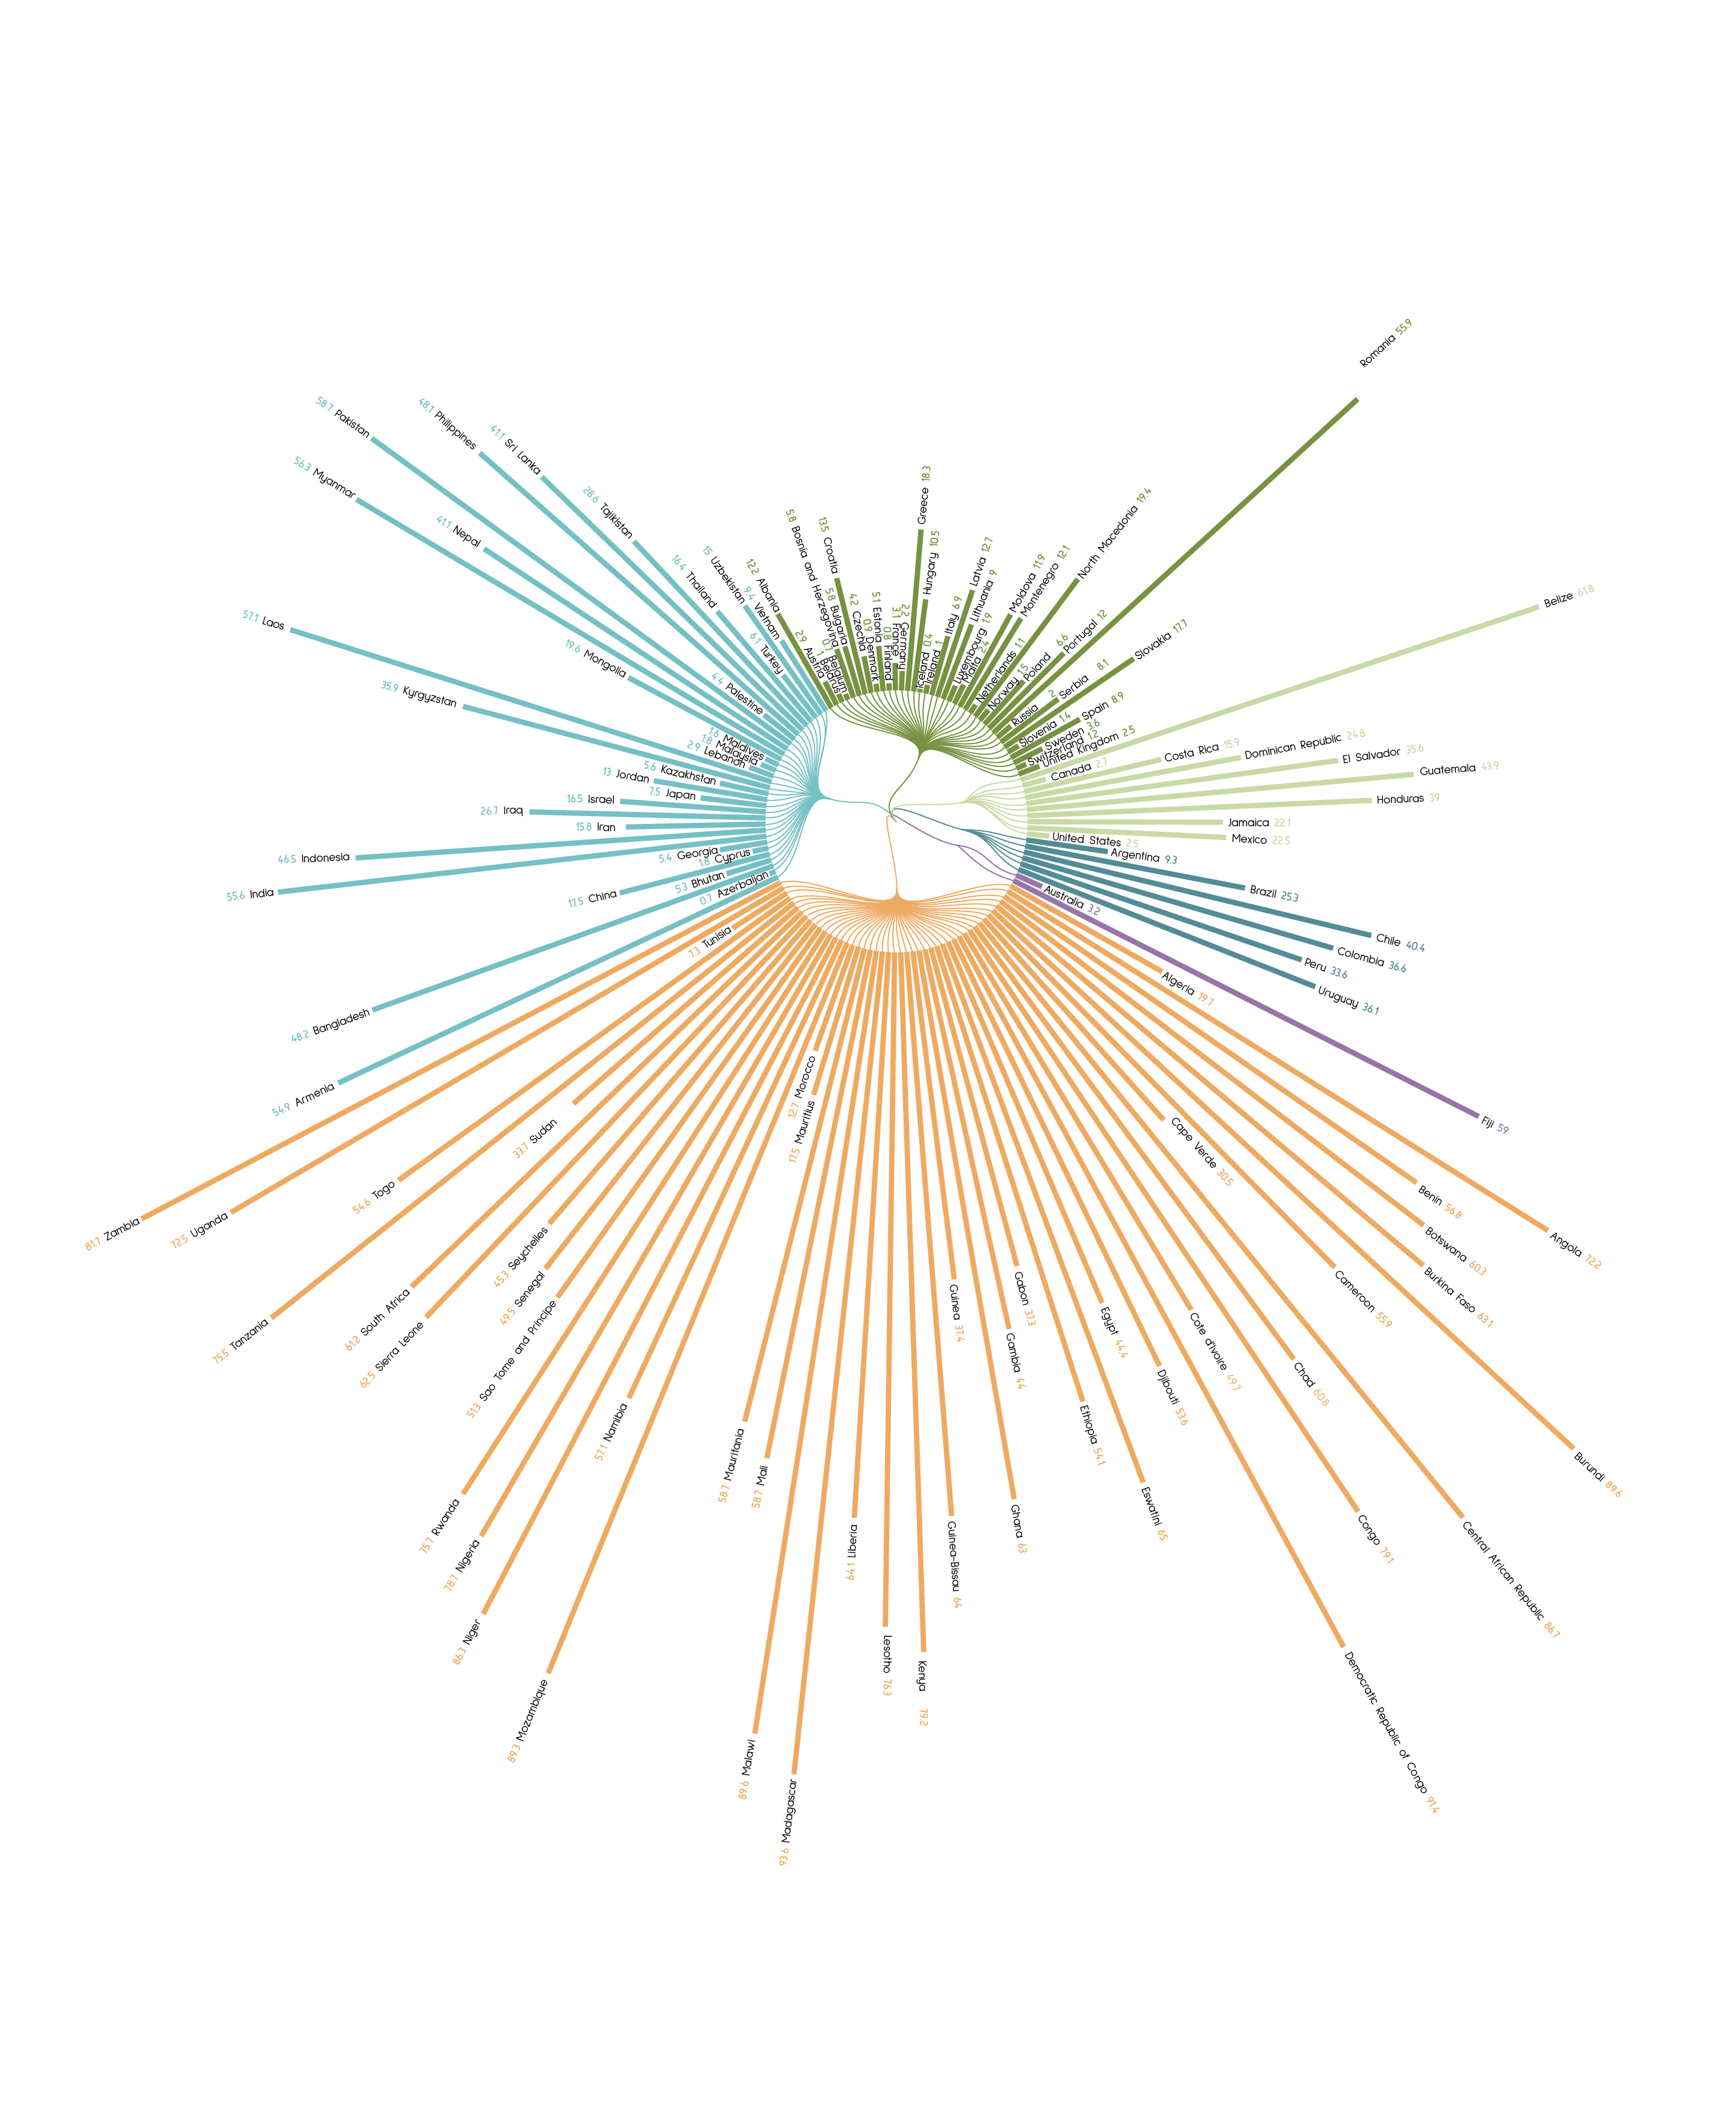 Romania 55.9
Belize 61.8
Costa Rica 15.9
Dominican Republic 24.8
El Salvador 35.6
Guatemala 43.9
Honduras 39
Jamaica 22.1
Mexico 22.5
Canada 2.7
United States 2.5
Argentina 9.3
Brazil 25.3
Chile 40.4
Colombia 36.6
Peru 33.6
Uruguay 36.1
Australia 3.2
Fiji 59
Algeria 19.7
Angola 72.2
Benin 56.8
Botswana 60.3
Burkina Faso 63.1
Burundi 89.6
Cameroon 55.9
Cape Verde 30.5
Central African Republic 86.7
Chad 60.8
Congo 79.1
Cote d'ivoire 49.7
Democratic Republic of Congo 91.4
Djibouti 53.6
Egypt 44.4
Eswatini 65
Ethiopia 54.1
Gabon 37.3
Gambia 44
Ghana 63
Guinea 37.4
Guinea-Bissau 64
Kenya 79.2
Lesotho 76.3
64.1 Liberia
93.6 Madagascar
89.6 Malawi
58.7 Mali
58.7 Mauritania
17.5 Mauritius
12.7 Morocco
89.3 Mozambique
57.1 Namibia
86.3 Niger
78.7 Nigeria
75.7 Rwanda
51.3 Sao Tome and Principe
49.5 Senegal
45.3 Seychelles
62.5 Sierra Leone
61.2 South Africa
33.7 Sudan
75.5 Tanzania
54.6 Togo
7.3 Tunisia
72.5 Uganda
81.7 Zambia
54.9 Armenia
0.7 Azerbaijan
48.2 Bangladesh
5.3 Bhutan
17.5 China
1.8 Cyprus
5.4 Georgia
55.6 India
46.5 Indonesia
15.8 Iran
26.7 Iraq
16.5 Israel
7.5 Japan
13 Jordan
5.6 Kazakhstan
35.9 Kyrgyzstan
57.1 Laos
2.9 Lebanon
1.8 Malaysia
1.6 Maldives
19.6 Mongolia
56.3 Myanmar
41.1 Nepal
58.7 Pakistan
4.4 Palestine
48.1 Philippines
41.1 Sri Lanka
28.6 Tajikistan
16.4 Thailand
6.1 Turkey
15 Uzbekistan
9.4 Vietnam
12.2 Albania
2.9 Austria
1 Belarus
0.7 Belgium
5.8 Bosnia and Herzegovina
5.8 Bulgaria
13.5 Croatia
4.2 Czechia
0.9 Denmark
5.1 Estonia
0.8 Finland
3.1 France
2.2 Germany
Greece 18.3
Hungary 10.5
Iceland 0.4
Ireland 1
Italy 6.9
Latvia 12.7
Lithuania 9
Luxembourg 1.9
Malta 2.4
Moldova 11.9
Montenegro 12.1
Netherlands 1.1
North Macedonia 19.4
Norway 1.5
Poland 6.6
Portugal 12
Russia 2
Serbia 8.1
Slovakia 17.7
Slovenia 1.4
Spain 8.9
Sweden 3.6
Switzerland 1.2
United Kingdom 2.5